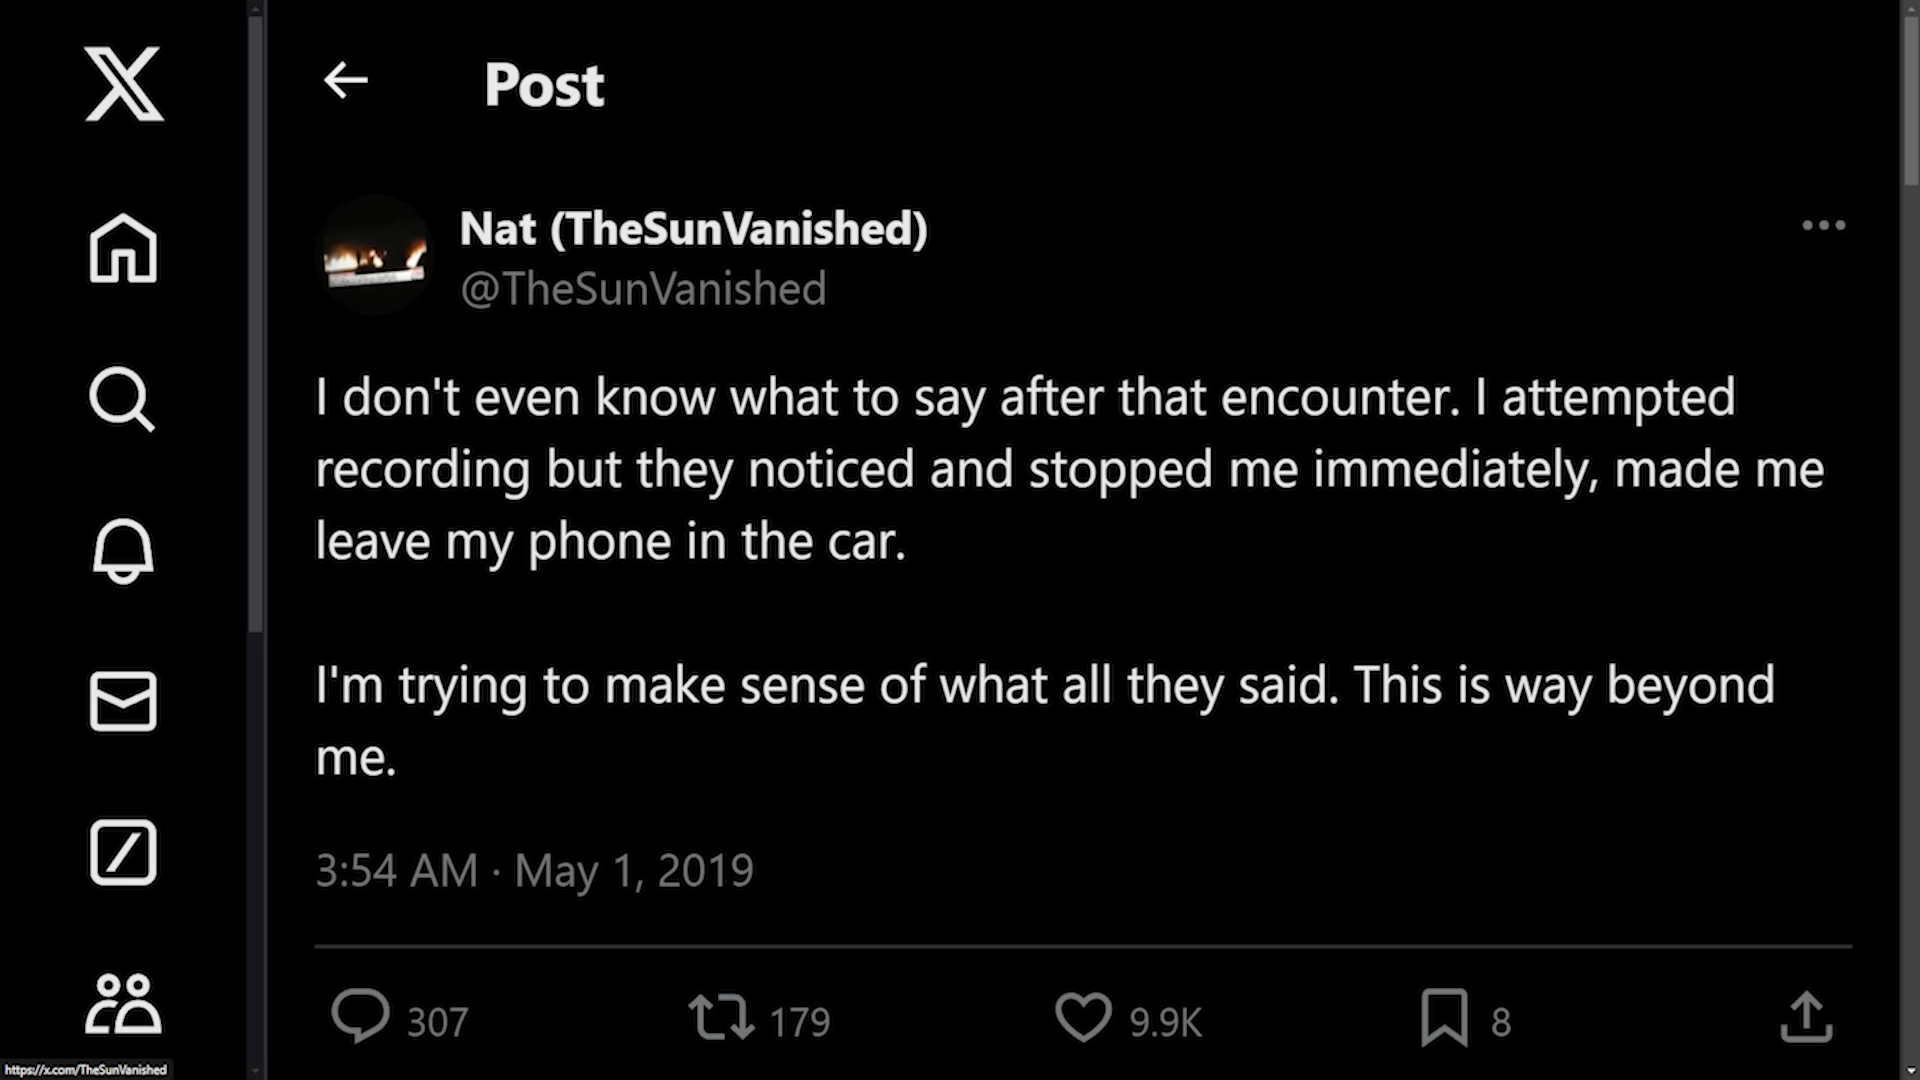 Post
Nat (TheSunVanished)
@TheSunVanished
I don't even know what to say after that encounter. I attempted
recording but they noticed and stopped me immediately, made me
leave my phone in the car.
I'm trying to make sense of what all they said. This is way beyond
me.
3:54 AM · May 1, 2019
307 179 9.9K 8
https://x.com/TheSunVanished